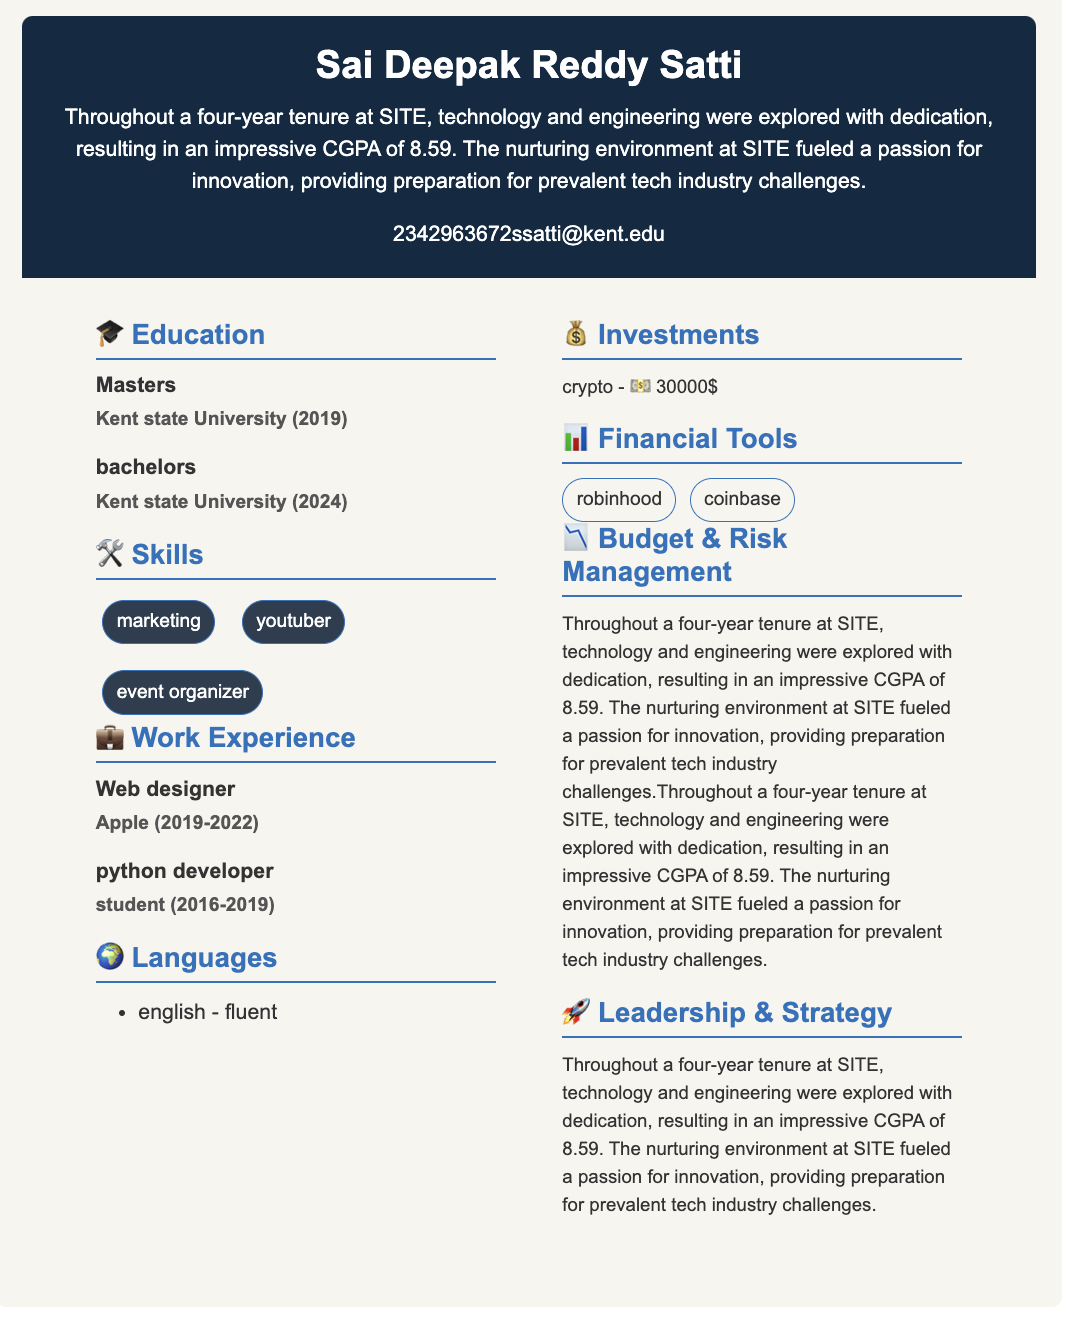 Sai Deepak Reddy Satti
Throughout a four-year tenure at SITE, technology and engineering were explored with dedication,
resulting in an impressive CGPA of 8.59. The nurturing environment at SITE fueled a passion for
innovation, providing preparation for prevalent tech industry challenges.
2342963672ssatti@kent.edu
🎓 Education
Masters
Kent state University (2019)
bachelors
Kent state University (2024)
🛠 Skills
marketing
youtuber
event organizer
💼 Work Experience
Web designer
Apple (2019-2022)
python developer
student (2016-2019)
🌍 Languages
• english - fluent
💰 Investments
crypto - 💵 30000$
📊 Financial Tools
robinhood
coinbase
📉 Budget & Risk
Management
Throughout a four-year tenure at SITE,
technology and engineering were explored with
dedication, resulting in an impressive CGPA of
8.59. The nurturing environment at SITE fueled
a passion for innovation, providing preparation
for prevalent tech industry
challenges.Throughout a four-year tenure at
SITE, technology and engineering were
explored with dedication, resulting in an
impressive CGPA of 8.59. The nurturing
environment at SITE fueled a passion for
innovation, providing preparation for prevalent
tech industry challenges.
🚀 Leadership & Strategy
Throughout a four-year tenure at SITE,
technology and engineering were explored with
dedication, resulting in an impressive CGPA of
8.59. The nurturing environment at SITE fueled
a passion for innovation, providing preparation
for prevalent tech industry challenges.